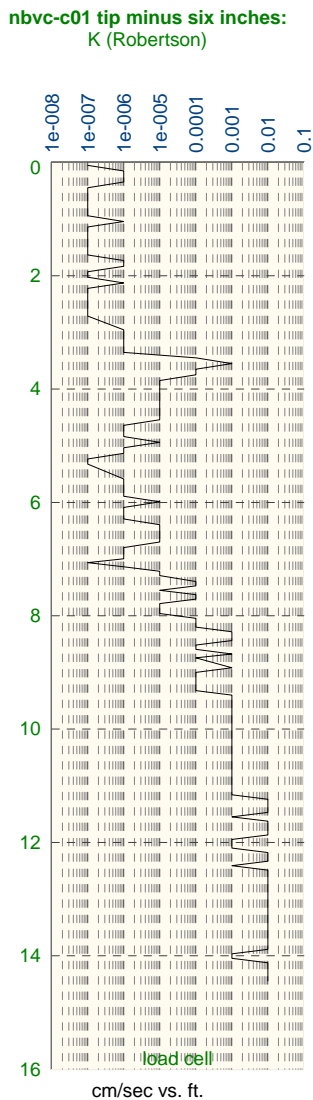 nbvc-c01 tip minus six inches:
K (Robertson)
1e-008
1e-007
1e-006
1e-005
0.0001
0.001
0.01
0.1
0
2
4
6
8
10
12
14
16
load cell
cm/sec vs. ft.